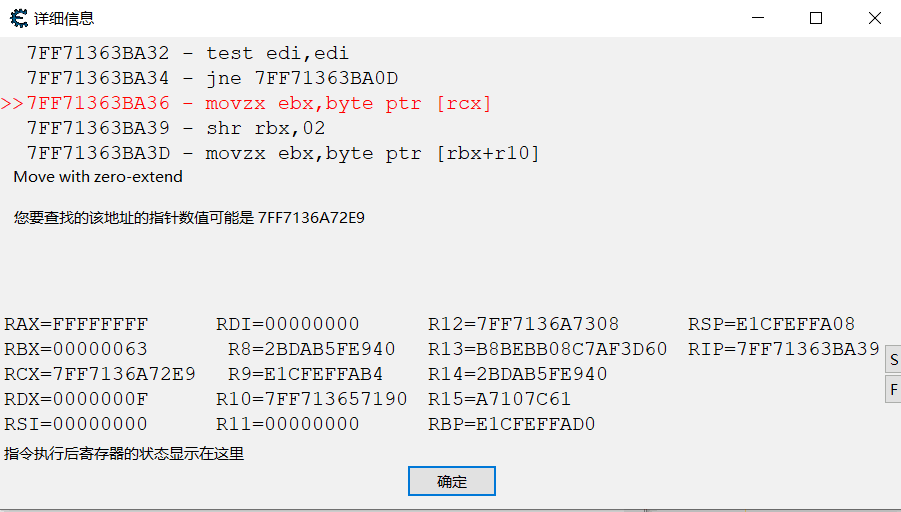 详细信息
7FF71363BA32 - test edi,edi
7FF71363BA34 - jne 7FF71363BA0D
>>7FF71363BA36 - movzx ebx,byte ptr [rcx]
7FF71363BA39 - shr rbx,02
7FF71363BA3D - movzx ebx,byte ptr [rbx+r10]
Move with zero-extend
您要查找的该地址的指针数值可能是 7FF7136A72E9
RAX=FFFFFFFF RDI=00000000 R12=7FF7136A7308 RSP=E1CFEFFA08
RBX=00000063 R8=2BDAB5FE940 R13=B8BEBB08C7AF3D60 RIP=7FF71363BA39
RCX=7FF7136A72E9 R9=E1CFEFFAB4 R14=2BDAB5FE940
RDX=0000000F R10=7FF713657190 R15=A7107C61
RSI=00000000 R11=00000000 RBP=E1CFEFFAD0
S
F
指令执行后寄存器的状态显示在这里
确定